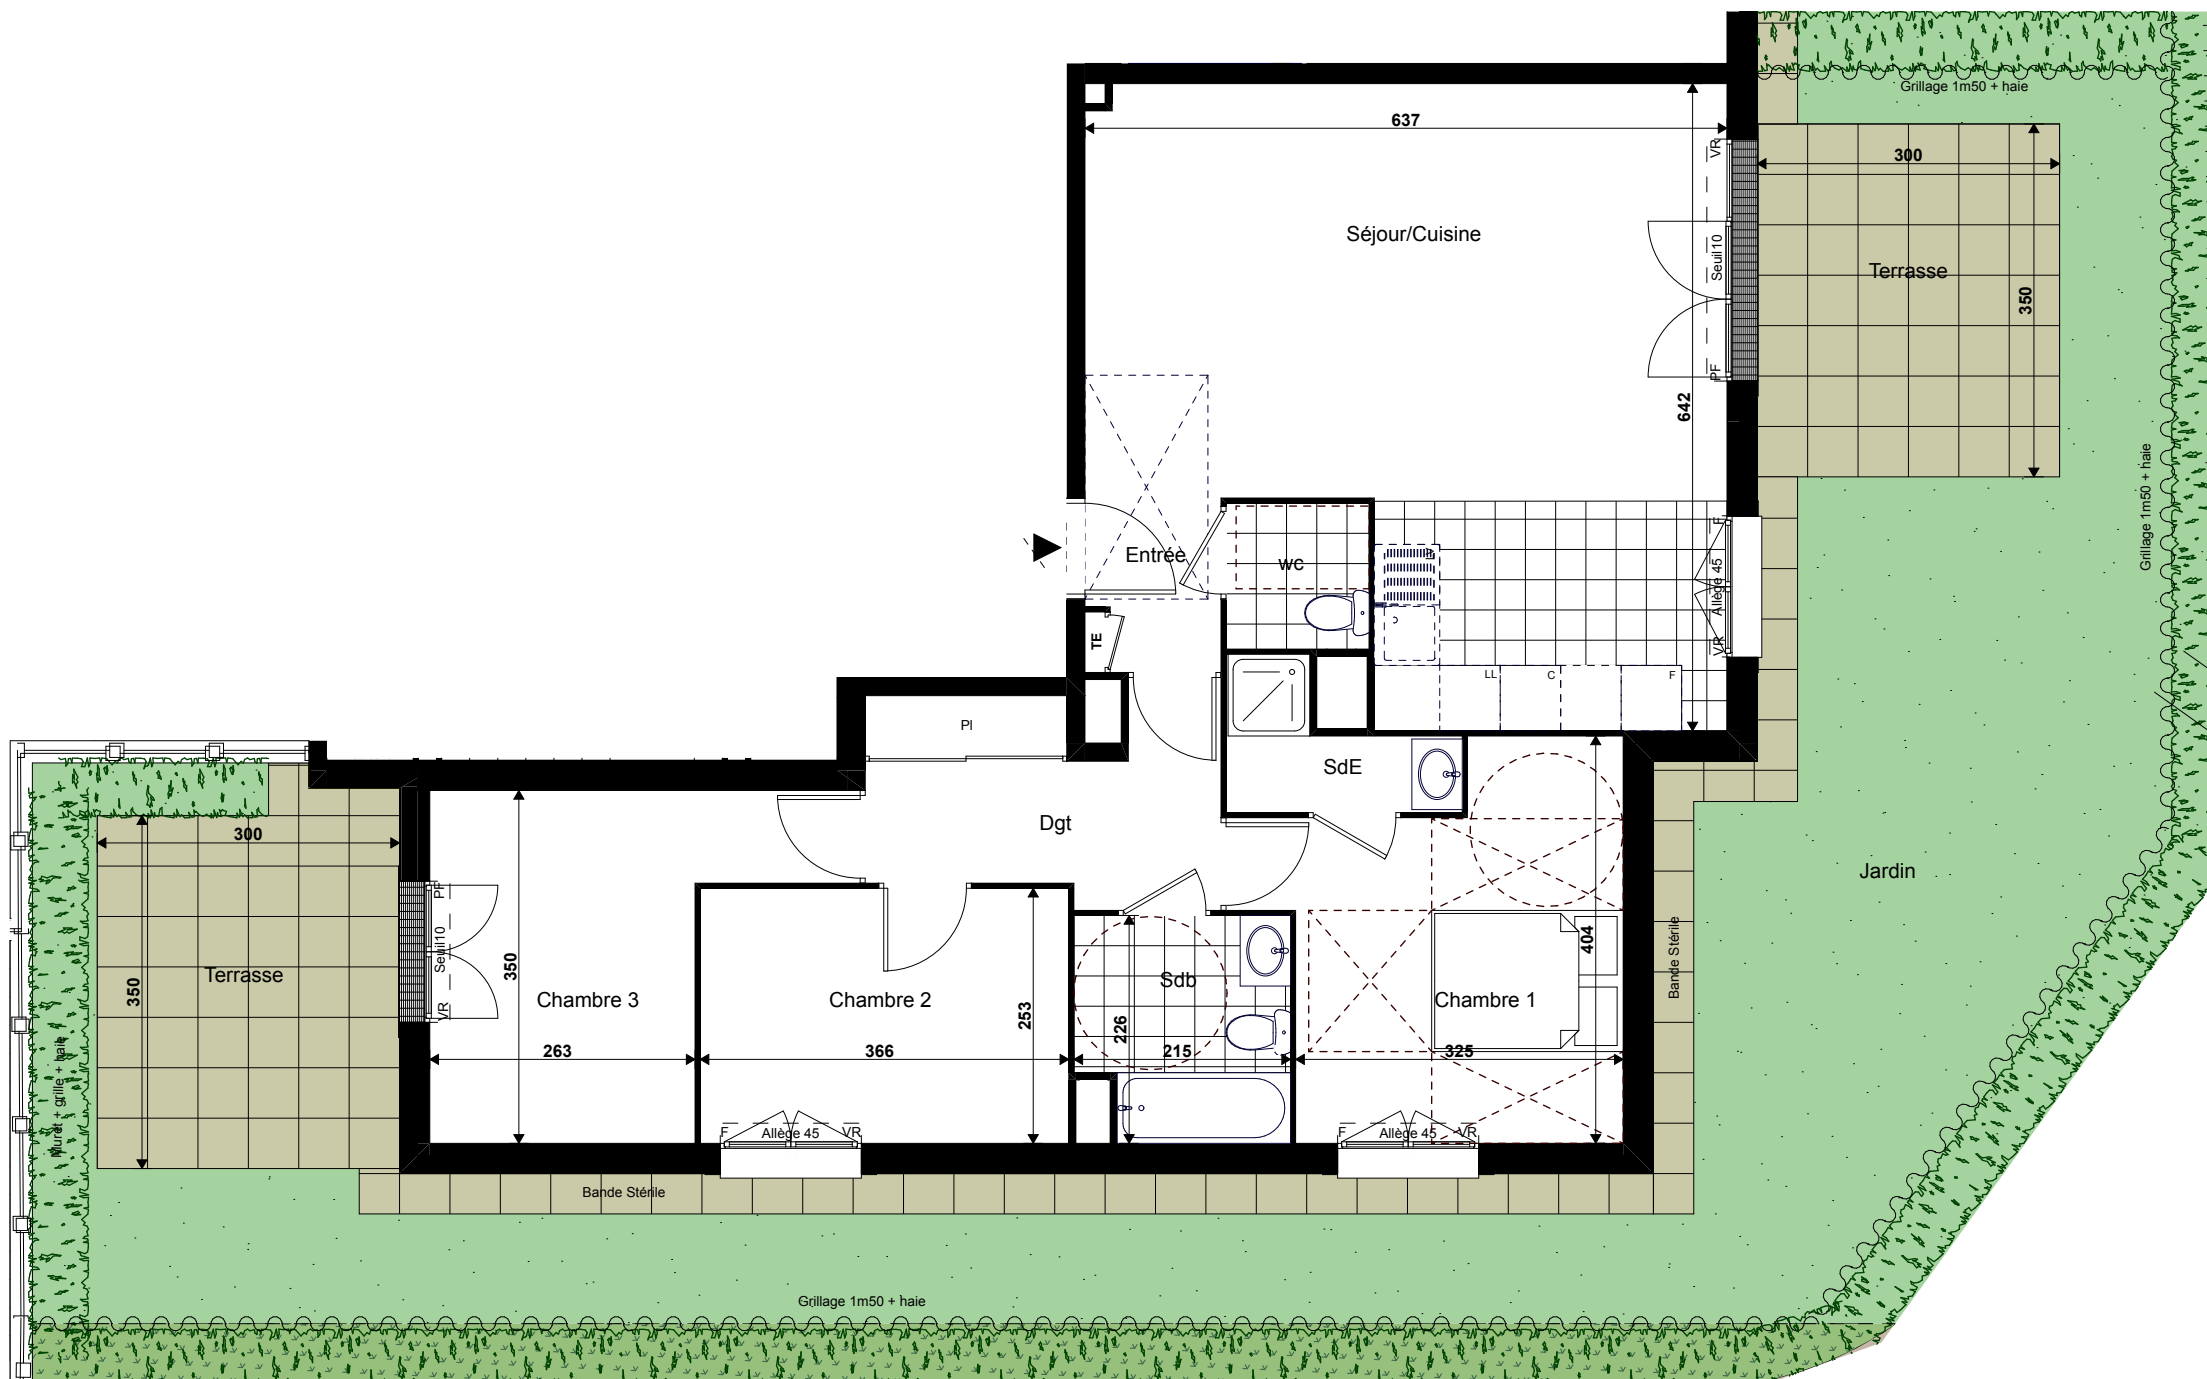 Grillage 1m50 + haie
637
VR
300
Séjour/Cuisine
Seuil10
Terrasse
350
PF
642
Grillage 1m50 + haie
Entrée
wc
LV
F
Allège 45
VR
TE
LL
C
F
Pl
SdE
Dgt
300
Jardin
PF
Seuil10
VR
Terrasse
350
350
Chambre 3
Chambre 2
Sdb
Chambre 1
404
Bande Stérile
253
226
263
366
215
325
Muret + grille + haie
F
Allège 45
VR
F
Allège 45
VR
Bande Stérile
Grillage 1m50 + haie